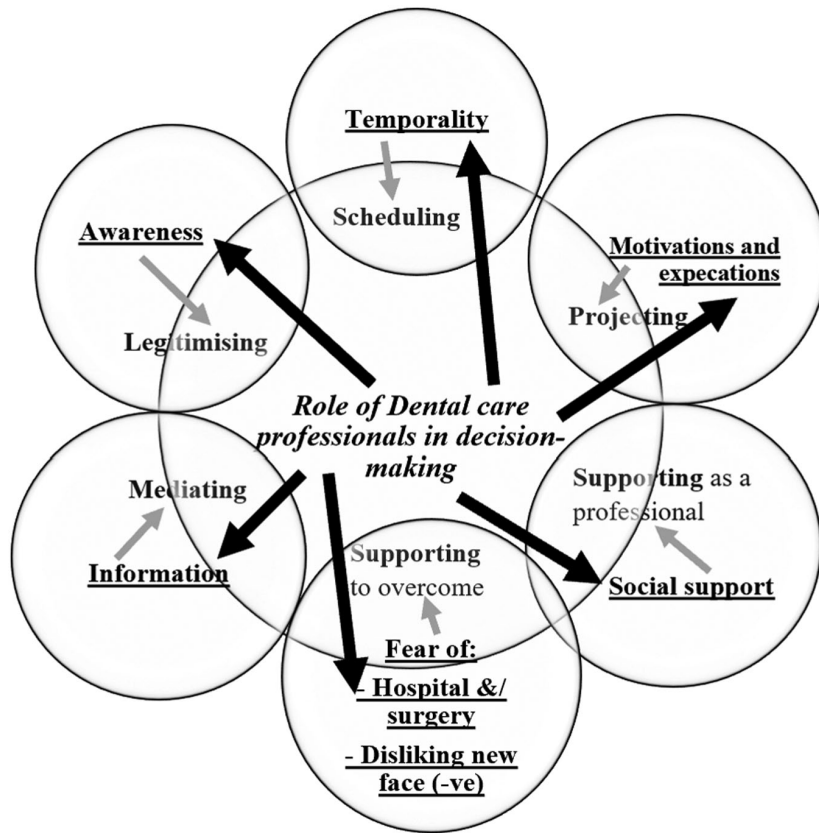 Temporality
Scheduling
Awareness
Legitimising
Motivations and
expecations
Projecting
Role of Dental care
professionals in decision-
making
Mediating
Information
Supporting as a
professional
Social support
Supporting
to overcome
Fear of:
- Hospital &/
surgery
- Disliking new
face (-ve)